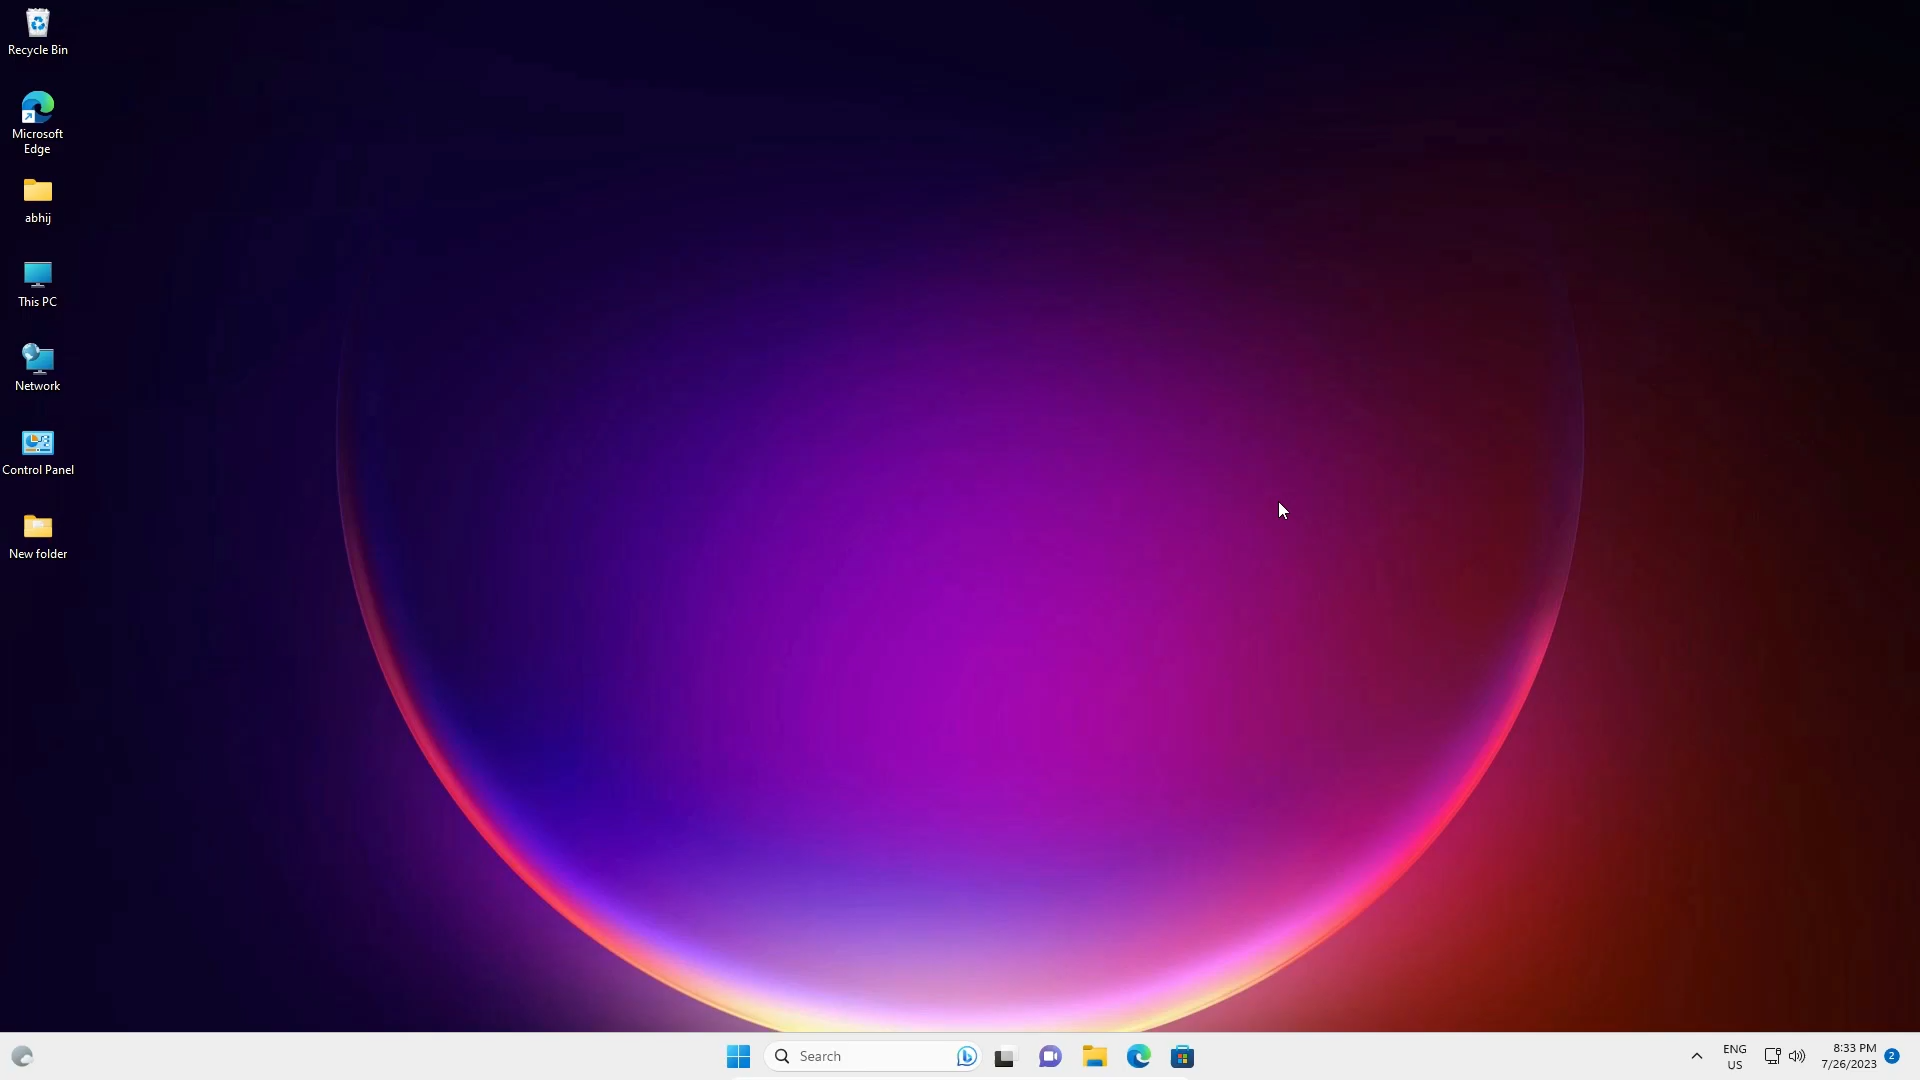 Recycle Bin
Microsoft
Edge
abhij
This PC
Network
Control Panel
New folder
Search
ENG
US
8:33 PM
7/26/2023
2